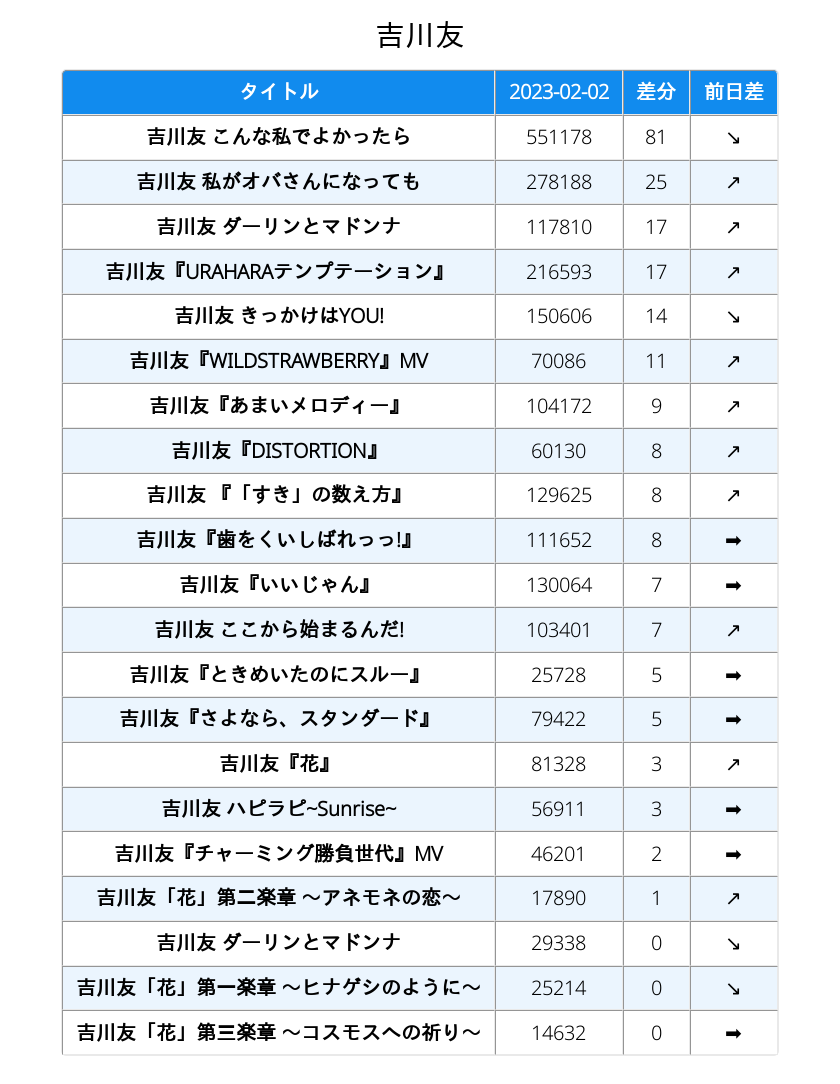 吉川友
タイトル 2023-02-02 差分 前日差
吉川友 こんな私でよかったら 551178 81 ↘
吉川友 私がオバさんになっても 278188 25 ↗
吉川友 ダーリンとマドンナ 117810 17 ↗
吉川友『URAHARAテンプテーション』 216593 17 ↗
吉川友 きっかけはYOU! 150606 14 ↘
吉川友『WILDSTRAWBERRY』MV 70086 11 ↗
吉川友『あまいメロディー』 104172 9 ↗
吉川友『DISTORTION』 60130 8 ↗
吉川友 『「すき」の数え方』 129625 8 ↗
吉川友『歯をくいしばれっっ!』 111652 8 ➡
吉川友『いいじゃん』 130064 7 ➡
吉川友 ここから始まるんだ! 103401 7 ↗
吉川友『ときめいたのにスルー』 25728 5 ➡
吉川友『さよなら、スタンダード』 79422 5 ➡
吉川友『花』 81328 3 ↗
吉川友 ハピラピ~Sunrise~ 56911 3 ➡
吉川友『チャーミング勝負世代』MV 46201 2 ➡
吉川友「花」第二楽章 ～アネモネの恋～ 17890 1 ↗
吉川友 ダーリンとマドンナ 29338 0 ↘
吉川友「花」第一楽章 ～ヒナゲシのように～ 25214 0 ↘
吉川友「花」第三楽章 ～コスモスへの祈り～ 14632 0 ➡